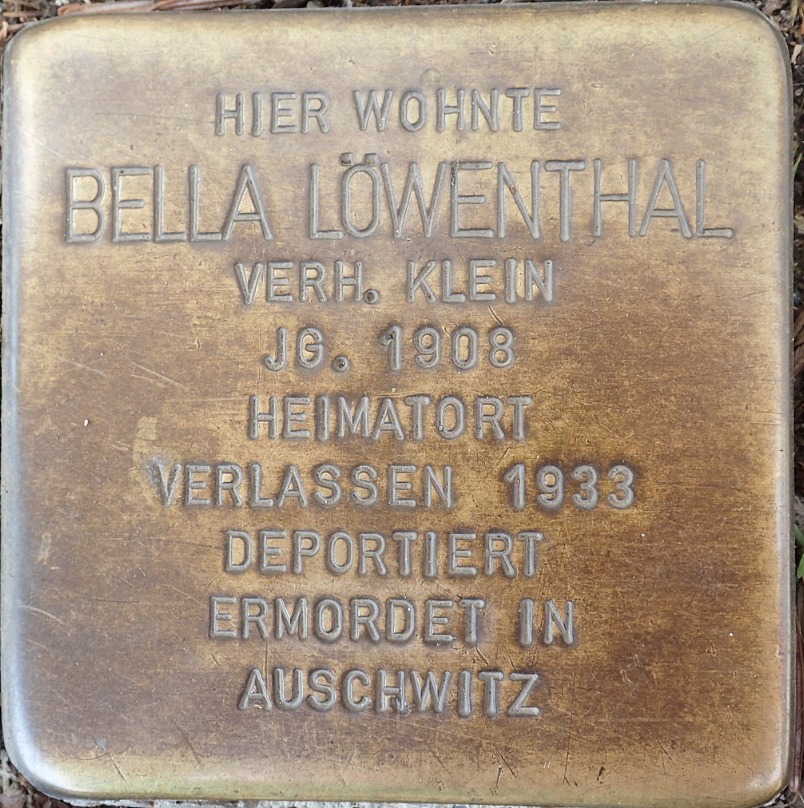 HIER WOHNTE
BELLA LÖWENTHAL
VERH. KLEIN
JG. 1908
HEIMATORT
VERLASSEN 1933
DEPORTIERT
ERMORDET IN
AUSCHWITZ